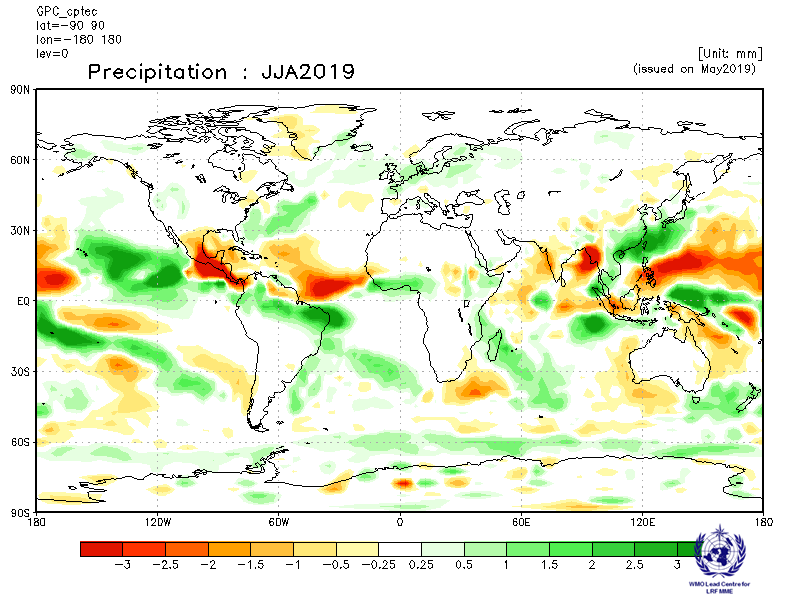 GPC_cptec
lat=-90 90
lon=-180 180
lev=0
[Unit: mm]
Precipitation : JJA2019
(issued on May2019)
90N
60N
30N
EQ
30S
60S
90S
180 120W 60W 0 60E 120E 180
-3 -2.5 -2 -1.5 -1 -0.5 -0.25 0.25 0.5 1 1.5 2 2.5 3
WMO Lead Centre for
LRF MME